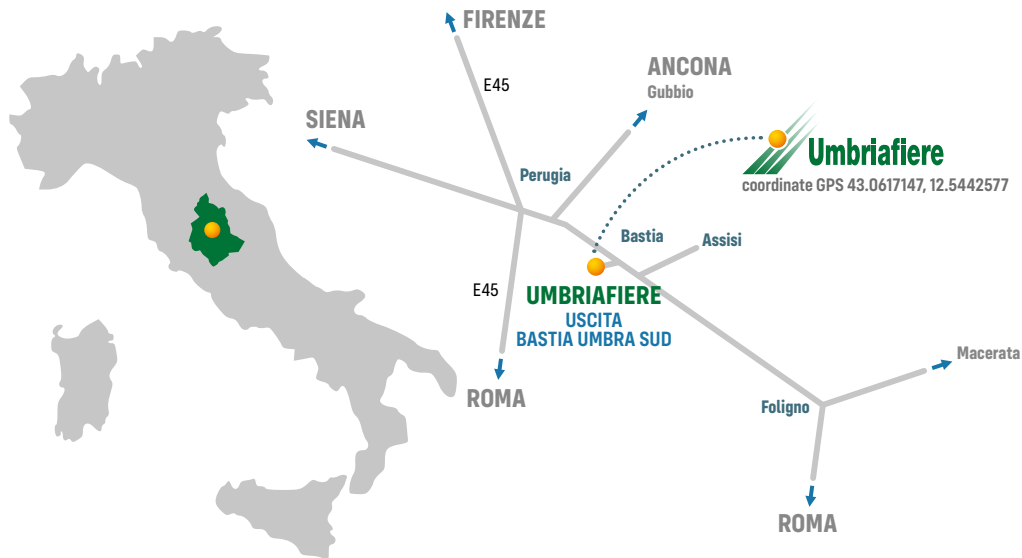 FIRENZE
E45
ANCONA
Gubbio
SIENA
Umbriafiere
coordinate GPS 43.0617147, 12.5442577
Perugia
Bastia
Assisi
E45
UMBRIAFIERE
USCITA
BASTIA UMBRA SUD
Macerata
ROMA
Foligno
ROMA